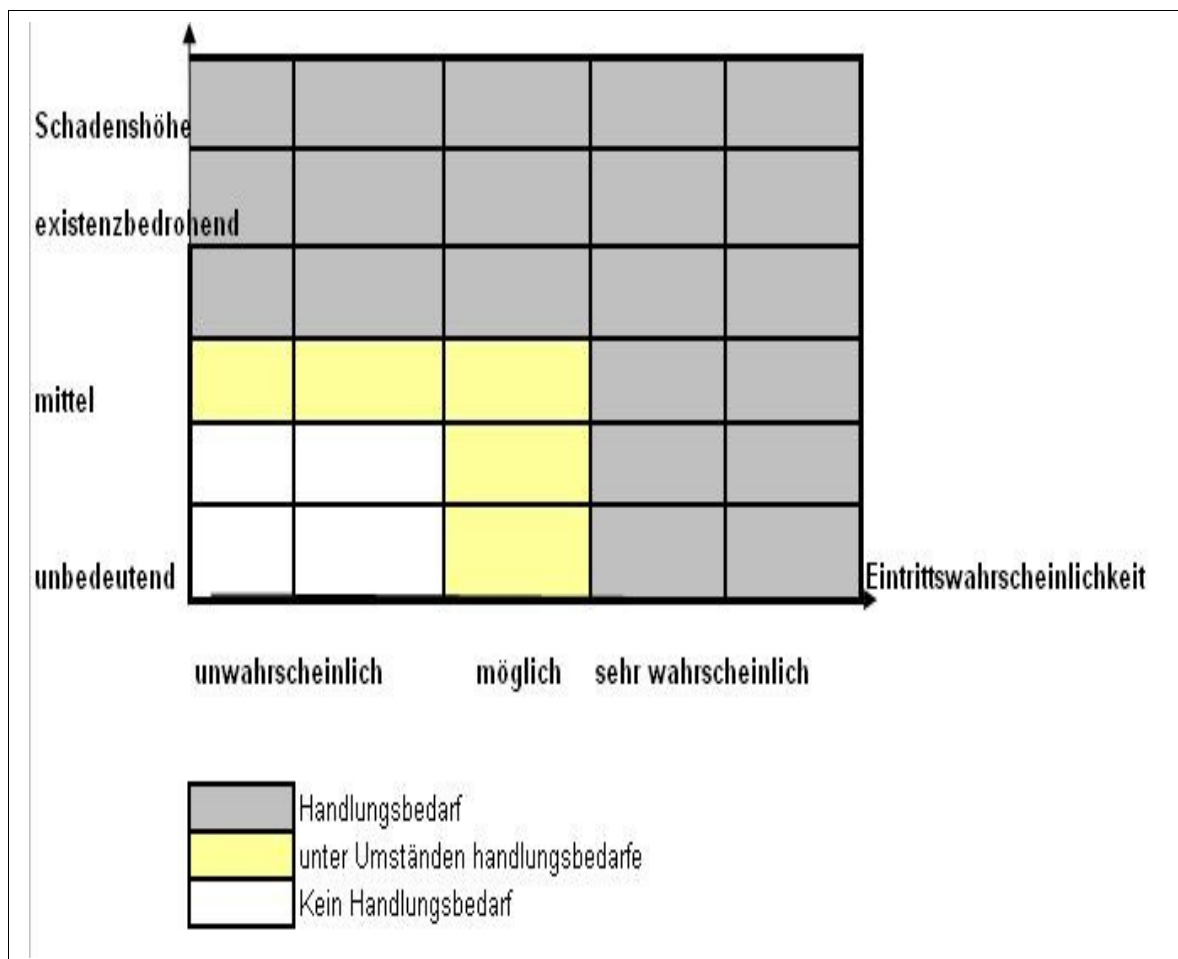 Schadenshöhe
existenzbedrohend
mittel
unbedeutend
Eintrittswahrscheinlichkeit
unwahrscheinlich
möglich
sehr wahrscheinlich
Handlungsbedarf
unter Umständen handlungsbedarfe
Kein Handlungsbedarf